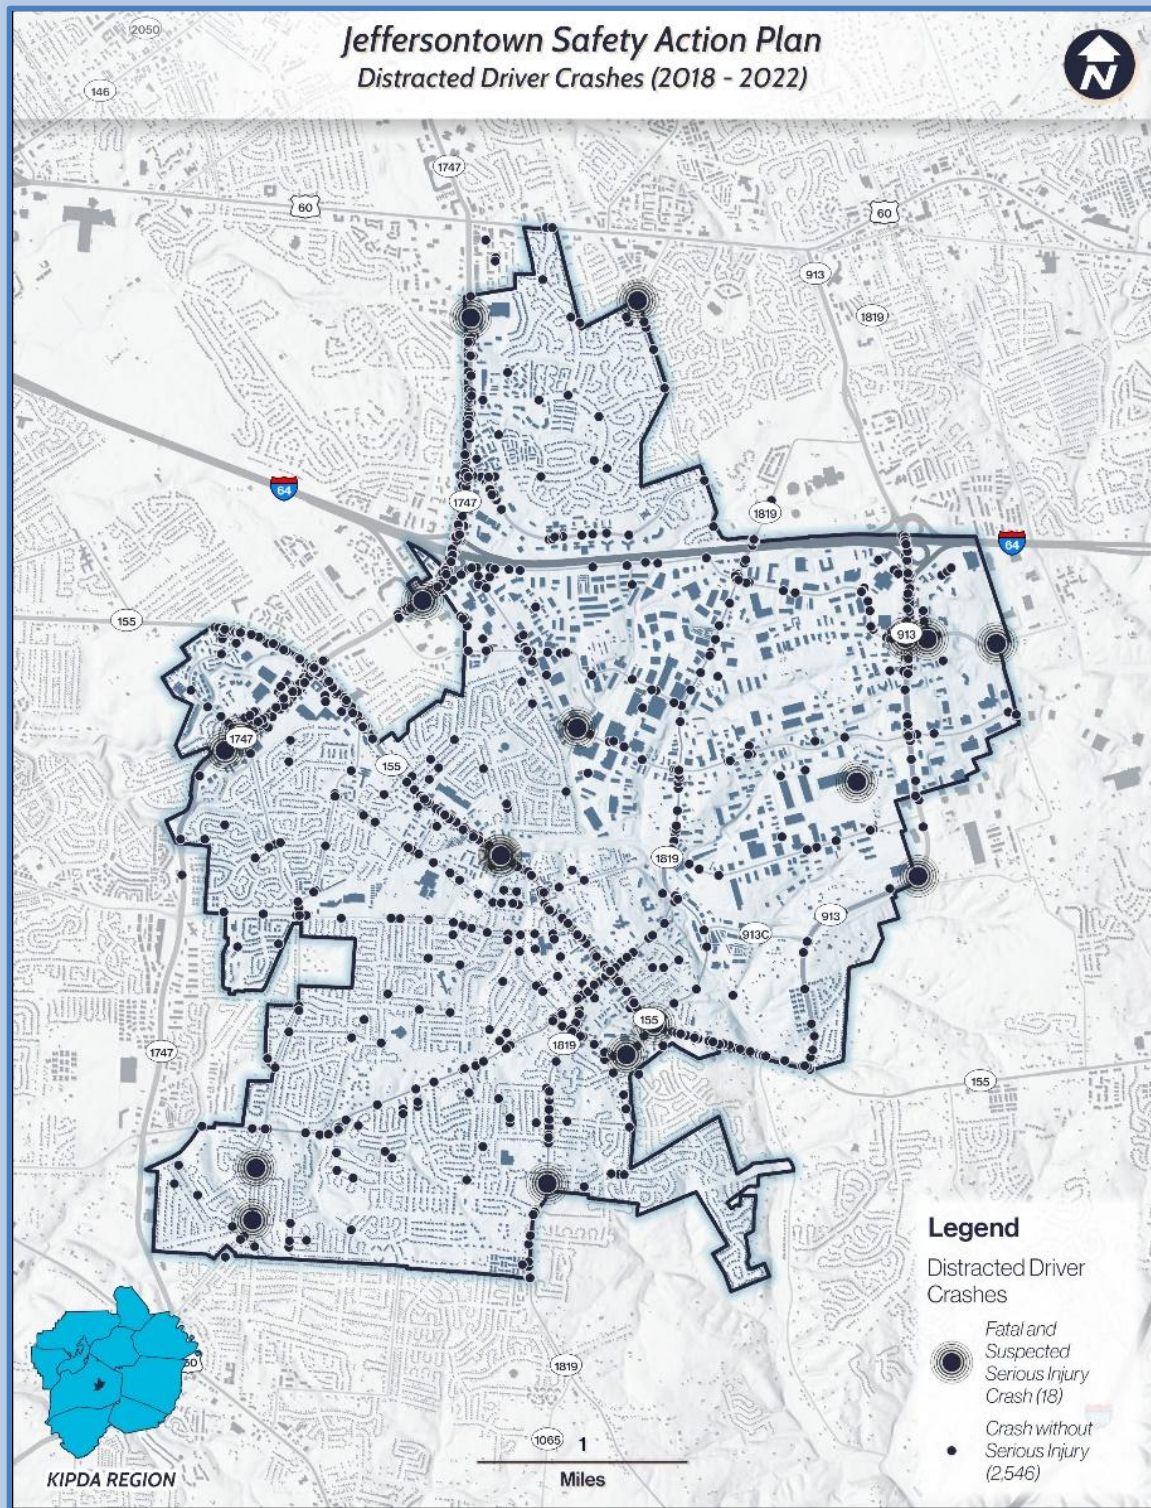 Jeffersontown Safety Action Plan
Distracted Driver Crashes (2018 - 2022)
N
2050
146
1747
60
60
913
1819
64
1747
1819
64
155
913
1747
155
1819
913
913C
155
1819
1747
155
Legend
Distracted Driver
Crashes
Fatal and
Suspected
Serious Injury
Crash (18)
Crash without
Serious Injury
(2,546)
1819
1065
1
Miles
KIPDA REGION